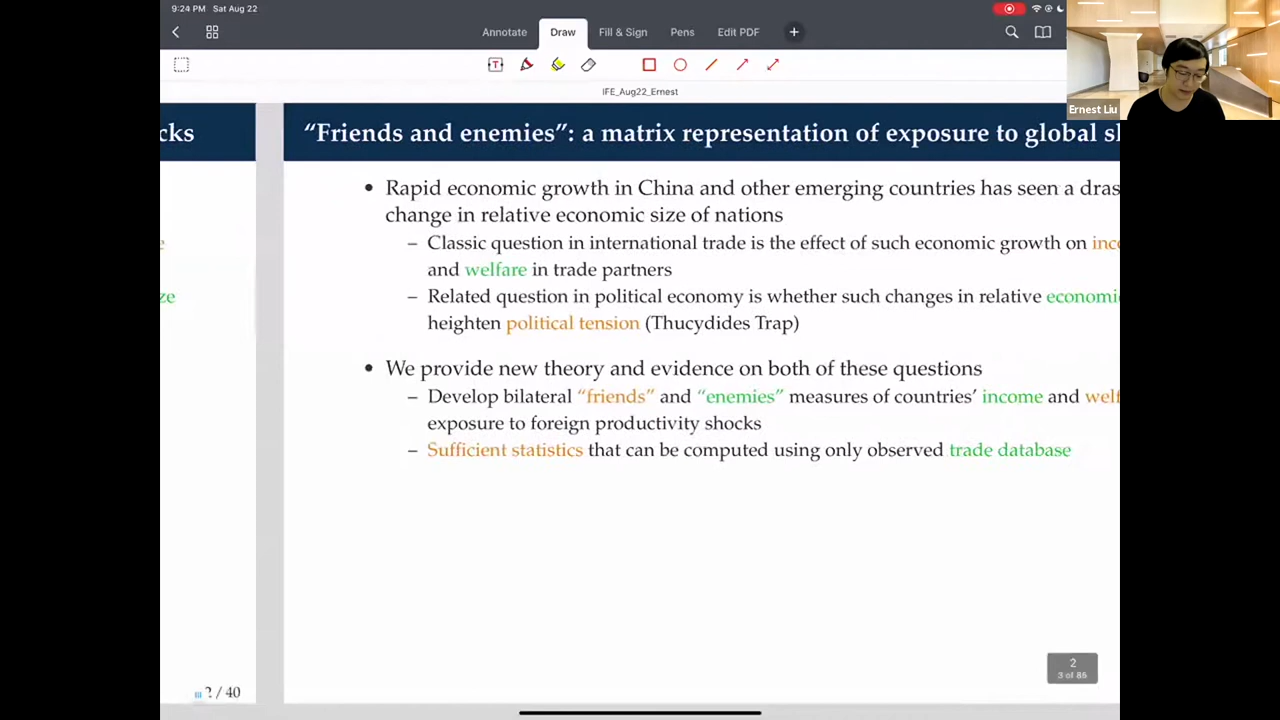 9:24 PM Sat Aug 22
Annotate Draw Fill & Sign Pens Edit PDF
T
IFE_Aug22_Ernest
Ernest Liu
cks
ze
2 / 40
“Friends and enemies”: a matrix representation of exposure to global s
• Rapid economic growth in China and other emerging countries has seen a dras
change in relative economic size of nations
– Classic question in international trade is the effect of such economic growth on inc
and welfare in trade partners
– Related question in political economy is whether such changes in relative economi
heighten political tension (Thucydides Trap)
• We provide new theory and evidence on both of these questions
– Develop bilateral “friends” and “enemies” measures of countries’ income and welf
exposure to foreign productivity shocks
– Sufficient statistics that can be computed using only observed trade database
2
3 of 85